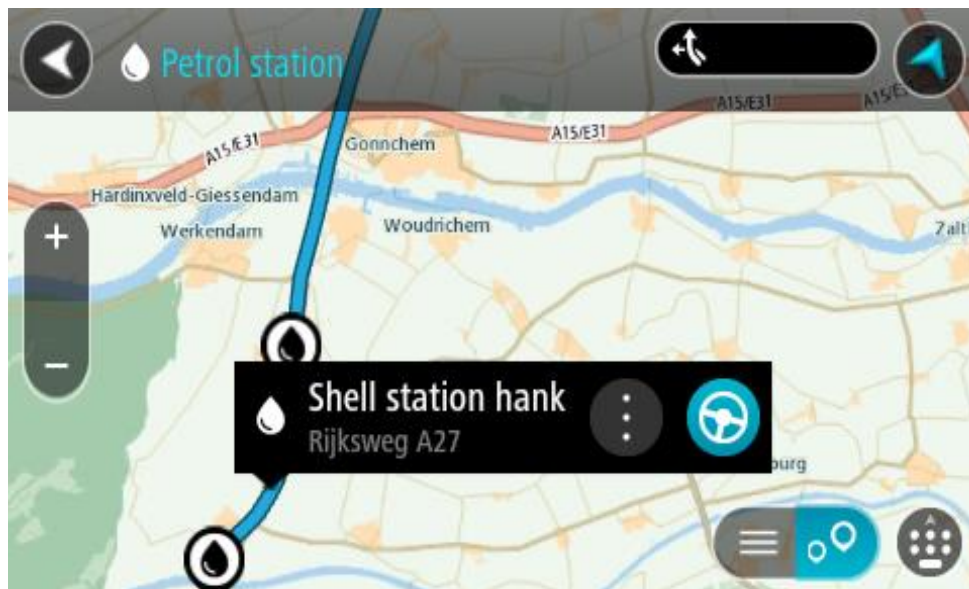 Petrol station
A15/E31
A15/E31
A15/E31
A15/E31
Gonnchem
Hardinxveld-Giessendam
Werkendam
Woudrichem
Zalt
+
−
Shell station hank
Rijksweg A27
burg